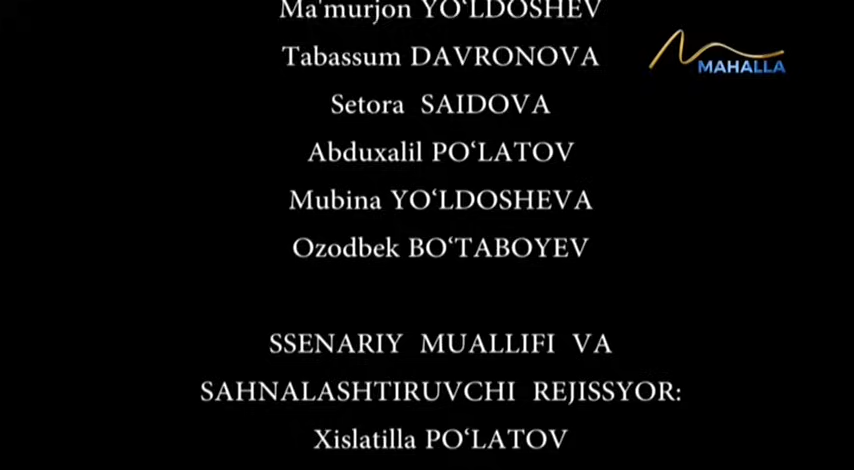 Ma'murjon YO‘LDOSHEV
MAHALLA
Tabassum DAVRONOVA
Setora SAIDOVA
Abduxalil PO‘LATOV
Mubina YO‘LDOSHEVA
Ozodbek BO‘TABOYEV
SSENARIY MUALLIFI VA
SAHNALASHTIRUVCHI REJISSYOR:
Xislatilla PO‘LATOV